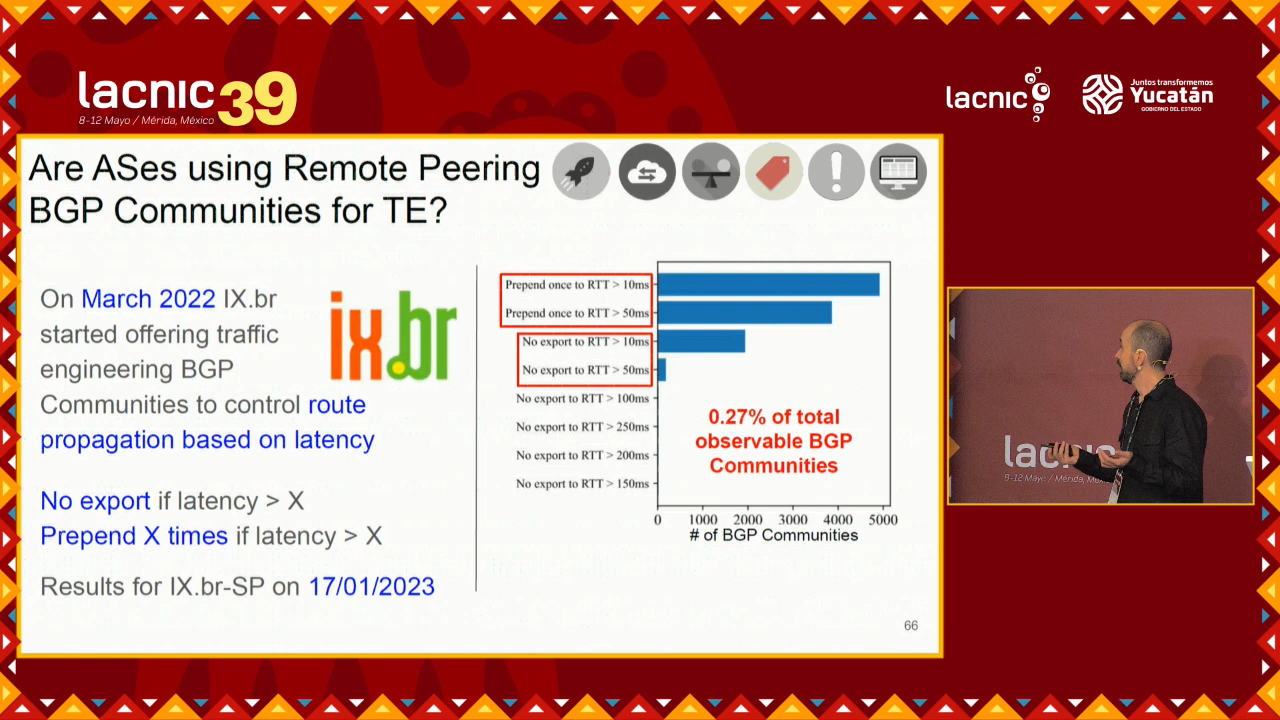 lacnic 39
8-12 Mayo / Mérida, México
lacnic
Juntos transformemos
Yucatán
GOBIERNO DEL ESTADO
Are ASes using Remote Peering
BGP Communities for TE?
On March 2022 IX.br
started offering traffic
engineering BGP
Communities to control route
propagation based on latency
ix.br
No export if latency > X
Prepend X times if latency > X
Results for IX.br-SP on 17/01/2023
Prepend once to RTT > 10ms
Prepend once to RTT > 50ms
No export to RTT > 10ms
No export to RTT > 50ms
No export to RTT > 100ms
No export to RTT > 250ms
No export to RTT > 200ms
No export to RTT > 150ms
0.27% of total
observable BGP
Communities
0 1000 2000 3000 4000 5000
# of BGP Communities
66
lacnic
8-12 Mayo / Mérida,